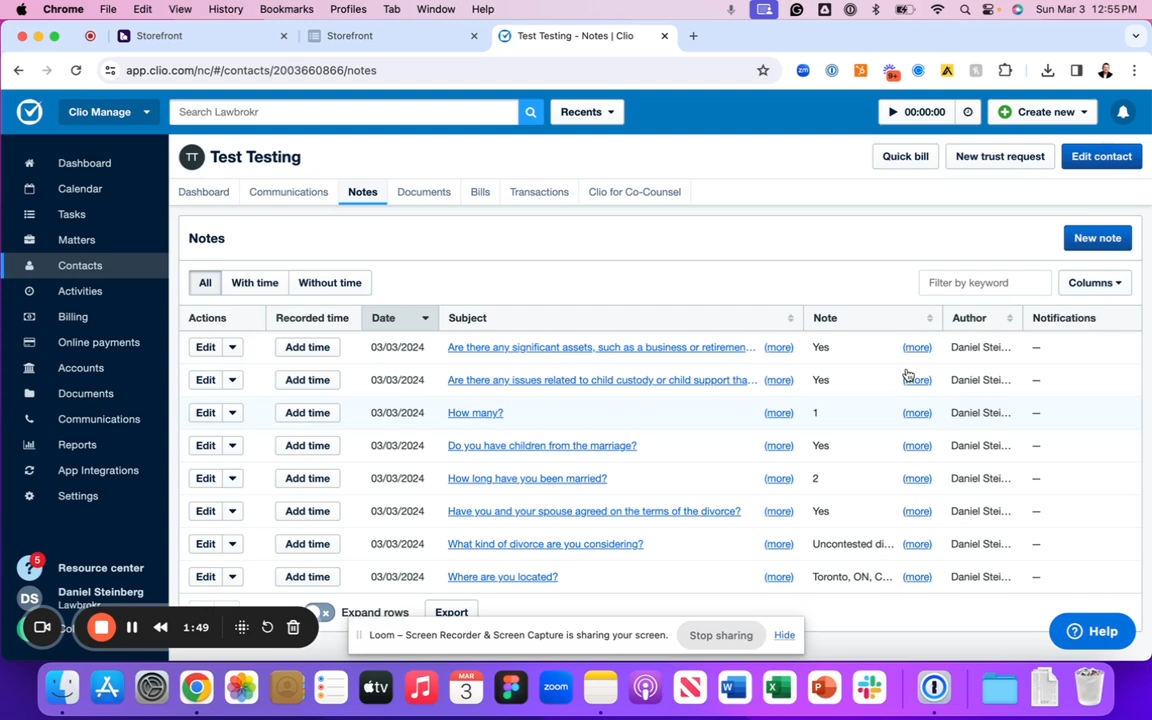 Chrome File Edit View History Bookmarks Profiles Tab Window Help Sun Mar 3 12:55 PM
Storefront Storefront Test Testing - Notes | Clio
app.clio.com/nc/#/contacts/2003660866/notes
Clio Manage Search Lawbrokr Recents 00:00:00 Create new
TT Test Testing Quick bill New trust request Edit contact
Dashboard Communications Notes Documents Bills Transactions Clio for Co-Counsel
Dashboard
Calendar
Tasks
Matters
Contacts
Activities
Billing
Online payments
Accounts
Documents
Communications
Reports
App Integrations
Settings
5
Resource center
DS Daniel Steinberg
Lawbrokr
Notes New note
All With time Without time Filter by keyword Columns
Actions Recorded time Date Subject Note Author Notifications
Edit Add time 03/03/2024 Are there any significant assets, such as a business or retiremen... (more) Yes (more) Daniel Stei... —
Edit Add time 03/03/2024 Are there any issues related to child custody or child support tha... (more) Yes (more) Daniel Stei... —
Edit Add time 03/03/2024 How many? (more) 1 (more) Daniel Stei... —
Edit Add time 03/03/2024 Do you have children from the marriage? (more) Yes (more) Daniel Stei... —
Edit Add time 03/03/2024 How long have you been married? (more) 2 (more) Daniel Stei... —
Edit Add time 03/03/2024 Have you and your spouse agreed on the terms of the divorce? (more) Yes (more) Daniel Stei... —
Edit Add time 03/03/2024 What kind of divorce are you considering? (more) Uncontested di... (more) Daniel Stei... —
Edit Add time 03/03/2024 Where are you located? (more) Toronto, ON, C... (more) Daniel Stei... —
Expand rows Export
1:49
Loom – Screen Recorder & Screen Capture is sharing your screen. Stop sharing Hide
Help
MAR
3
zoom
tv